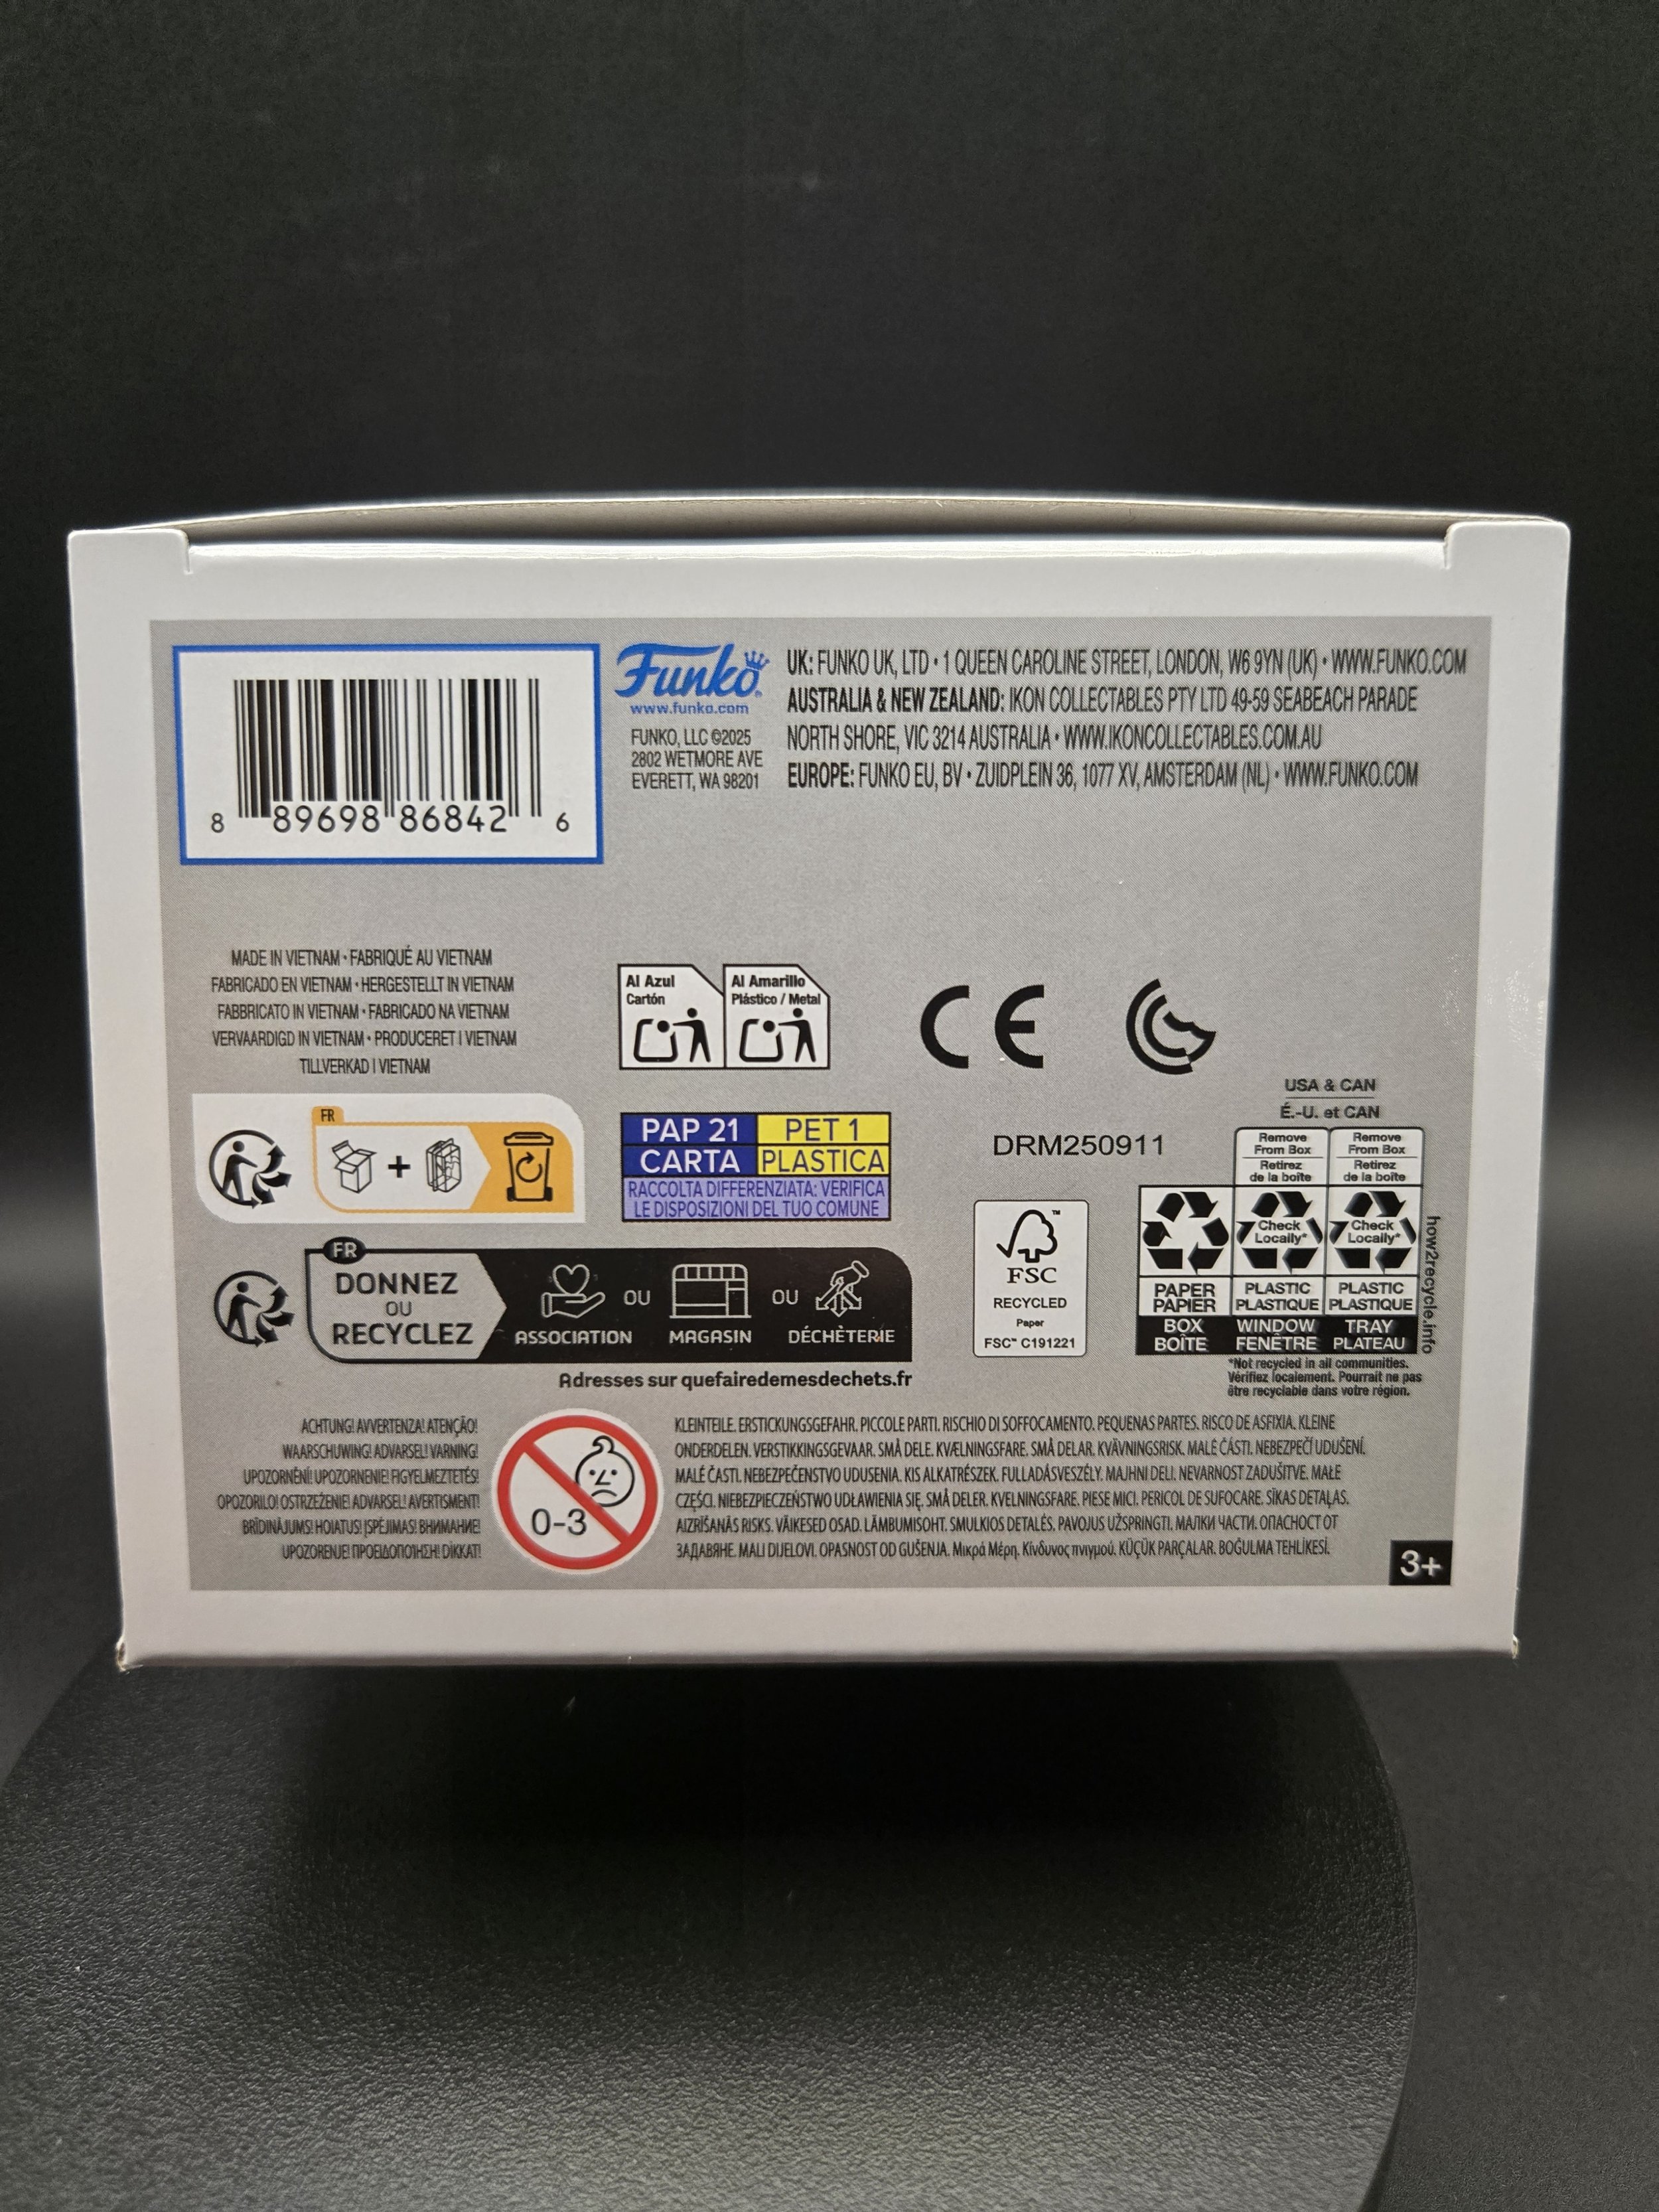 8 89698 86842 6
Funko
www.funko.com
FUNKO, LLC ©2025
2802 WETMORE AVE
EVERETT, WA 98201
UK: FUNKO UK, LTD • 1 QUEEN CAROLINE STREET, LONDON, W6 9YN (UK) • WWW.FUNKO.COM
AUSTRALIA & NEW ZEALAND: IKON COLLECTABLES PTY LTD 49-59 SEABEACH PARADE
NORTH SHORE, VIC 3214 AUSTRALIA • WWW.IKONCOLLECTABLES.COM.AU
EUROPE: FUNKO EU, BV • ZUIDPLEIN 36, 1077 XV, AMSTERDAM (NL) • WWW.FUNKO.COM
MADE IN VIETNAM • FABRIQUÉ AU VIETNAM
FABRICADO EN VIETNAM • HERGESTELLT IN VIETNAM
FABBRICATO IN VIETNAM • FABRICADO NA VIETNAM
VERVAARDIGD IN VIETNAM • PRODUCERET I VIETNAM
TILLVERKAD I VIETNAM
Al Azul
Cartón
Al Amarillo
Plástico / Metal
CE
FR
PAP 21
CARTA
PET 1
PLASTICA
RACCOLTA DIFFERENZIATA: VERIFICA
LE DISPOSIZIONI DEL TUO COMUNE
DRM250911
USA & CAN
É.-U. et CAN
Remove
From Box
Retirez
de la boîte
Remove
From Box
Retirez
de la boîte
Check
Locally*
Check
Locally*
PAPER
PAPIER
PLASTIC
PLASTIQUE
PLASTIC
PLASTIQUE
BOX
BOÎTE
WINDOW
FENÊTRE
TRAY
PLATEAU
how2recycle.info
*Not recycled in all communities.
Vérifiez localement. Pourrait ne pas
être recyclable dans votre région.
FSC™
RECYCLED
Paper
FSC™ C191221
FR
DONNEZ
OU
RECYCLEZ
ASSOCIATION
OU
MAGASIN
OU
DÉCHÈTERIE
Adresses sur quefairedemesdechets.fr
ACHTUNG! AVVERTENZA! ATENÇÃO!
WAARSCHUWING! ADVARSEL! VARNING!
UPOZORNĚNÍ! UPOZORNENIE! FIGYELMEZTETÉS!
OPOZORILO! OSTRZEŻENIE! ADVARSEL! AVERTISMENT!
BRĪDINĀJUMS! HOIATUS! ĮSPĖJIMAS! ВНИМАНИЕ!
UPOZORENJE! ΠΡΟΕΙΔΟΠΟΙΗΣΗ! DİKKAT!
0-3
KLEINTEILE. ERSTICKUNGSGEFAHR. PICCOLE PARTI. RISCHIO DI SOFFOCAMENTO. PEQUENAS PARTES. RISCO DE ASFIXIA. KLEINE
ONDERDELEN. VERSTIKKINGSGEVAAR. SMÅ DELE. KVÆLNINGSFARE. SMÅ DELAR. KVÄVNINGSRISK. MALÉ ČÁSTI. NEBEZPEČÍ UDUŠENÍ.
MALÉ ČASTI. NEBEZPEČENSTVO UDUSENIA. KIS ALKATRÉSZEK. FULLADÁSVESZÉLY. MAJHNI DELI. NEVARNOST ZADUŠITVE. MAŁE
CZĘŚCI. NIEBEZPIECZEŃSTWO UDŁAWIENIA SIĘ. SMÅ DELER. KVELNINGSFARE. PIESE MICI. PERICOL DE SUFOCARE. SĪKAS DETAĻAS.
AIZRĪŠANĀS RISKS. VÄIKESED OSAD. LÄMBUMISOHT. SMULKIOS DETALĖS. PAVOJUS UŽSPRINGTI. МАЛКИ ЧАСТИ. ОПАСНОСТ ОТ
ЗАДАВЯНЕ. MALI DIJELOVI. OPASNOST OD GUŠENJA. Μικρά Μέρη. Κίνδυνος πνιγμού. KÜÇÜK PARÇALAR. BOĞULMA TEHLİKESİ.
3+